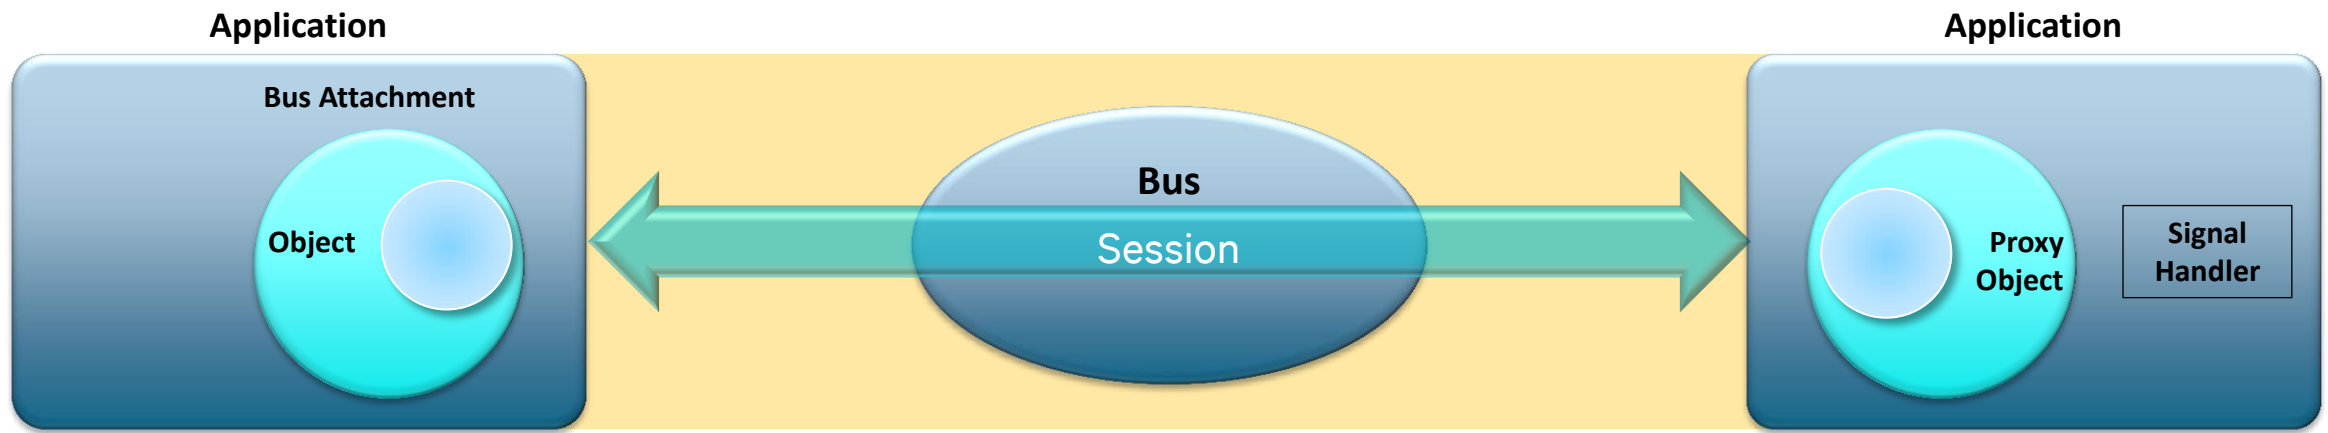 Application
Application
Bus Attachment
Object
Bus
Session
Proxy
Object
Signal
Handler